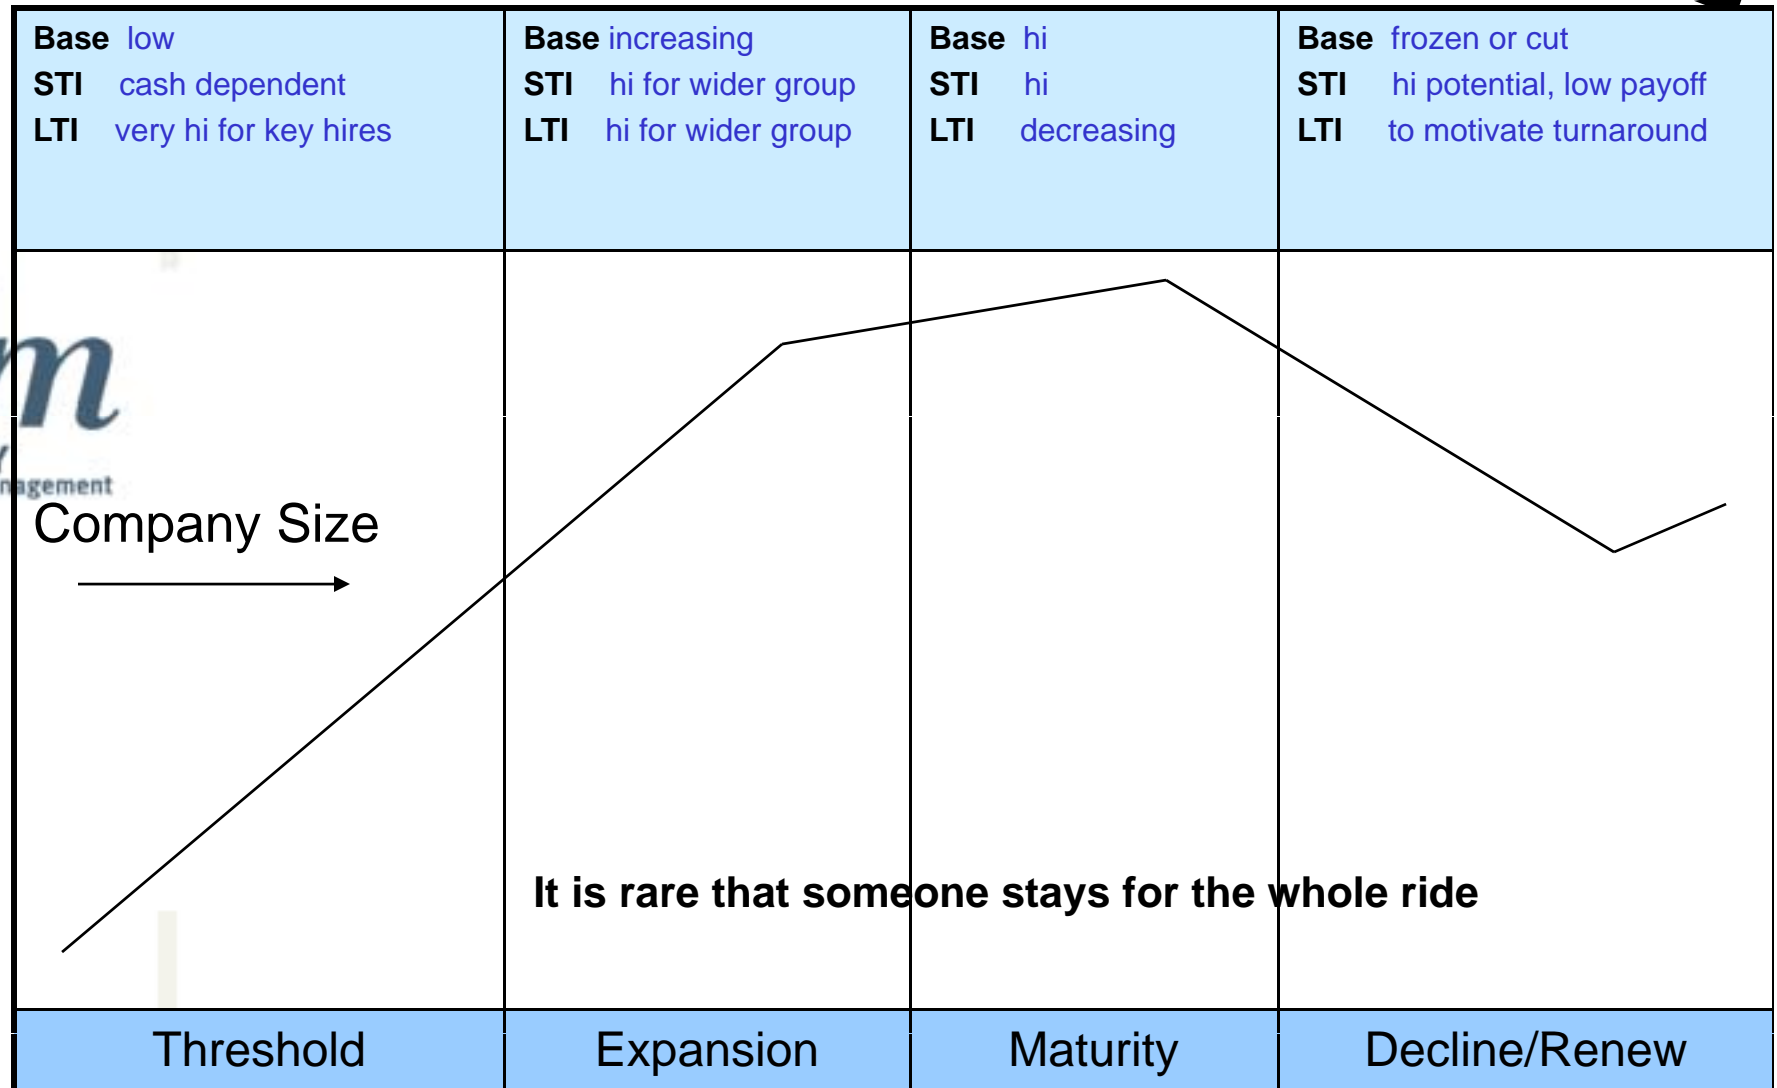 Base low
STI cash dependent
LTI very hi for key hires
Base increasing
STI hi for wider group
LTI hi for wider group
Base hi
STI hi
LTI decreasing
Base frozen or cut
STI hi potential, low payoff
LTI to motivate turnaround
m
nagement
Company Size
It is rare that someone stays for the whole ride
Threshold
Expansion
Maturity
Decline/Renew